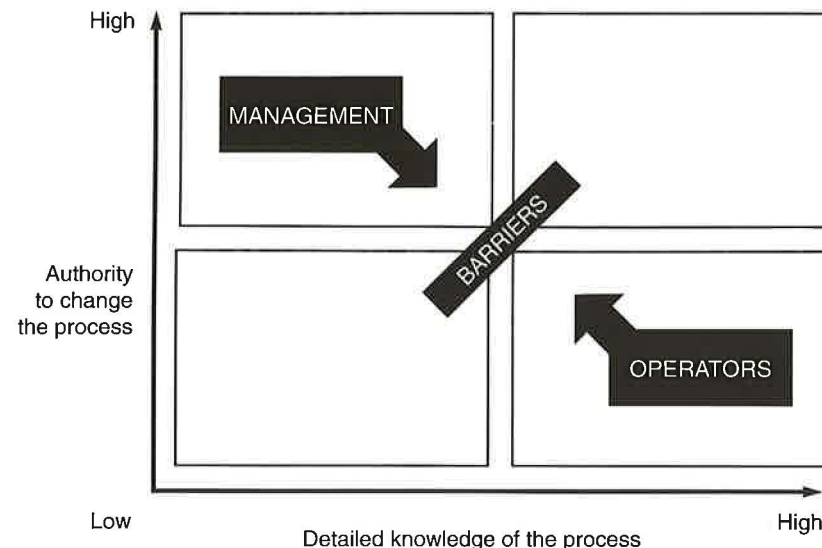 High
MANAGEMENT
BARRIERS
Authority
to change
the process
OPERATORS
Low
High
Detailed knowledge of the process